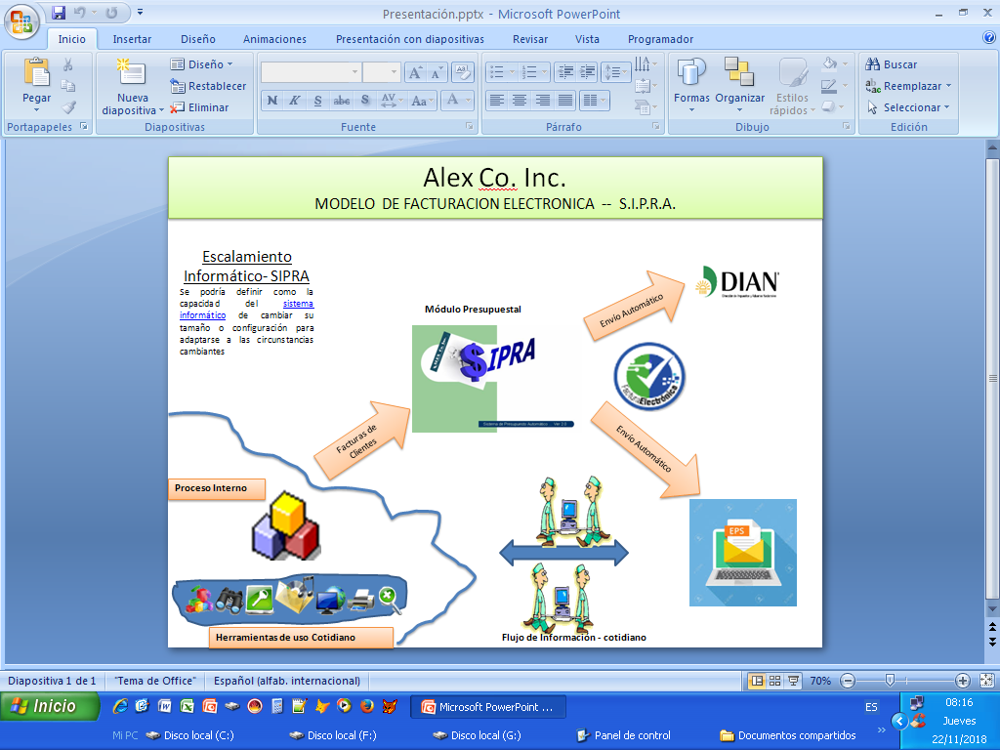 Presentación.pptx - Microsoft PowerPoint
Inicio
Insertar
Diseño
Animaciones
Presentación con diapositivas
Revisar
Vista
Programador
Pegar
Portapapeles
Nueva
diapositiva
Diseño
Restablecer
Eliminar
Diapositivas
N K S abc S AV Aa A
Fuente
Párrafo
Formas
Organizar
Estilos
rápidos
Dibujo
Buscar
Reemplazar
Seleccionar
Edición
Alex Co. Inc.
MODELO DE FACTURACION ELECTRONICA -- S.I.P.R.A.
Escalamiento
Informático- SIPRA
Se podría definir como la
capacidad del sistema
informático de cambiar su
tamaño o configuración para
adaptarse a las circunstancias
cambiantes
Módulo Presupuestal
$IPRA
Sistema de Presupuesto Automático Ver 2.0
Envío Automático
DIAN
FacturaElectrónica
Envío Automático
Facturas de
Clientes
Proceso Interno
EPS
Herramientas de uso Cotidiano
Flujo de Información - cotidiano
Diapositiva 1 de 1
"Tema de Office"
Español (alfab. internacional)
70%
Inicio
Microsoft PowerPoint ...
ES
08:16
Jueves
22/11/2018
Mi PC
Disco local (C:)
Disco local (F:)
Disco local (G:)
Panel de control
Documentos compartidos